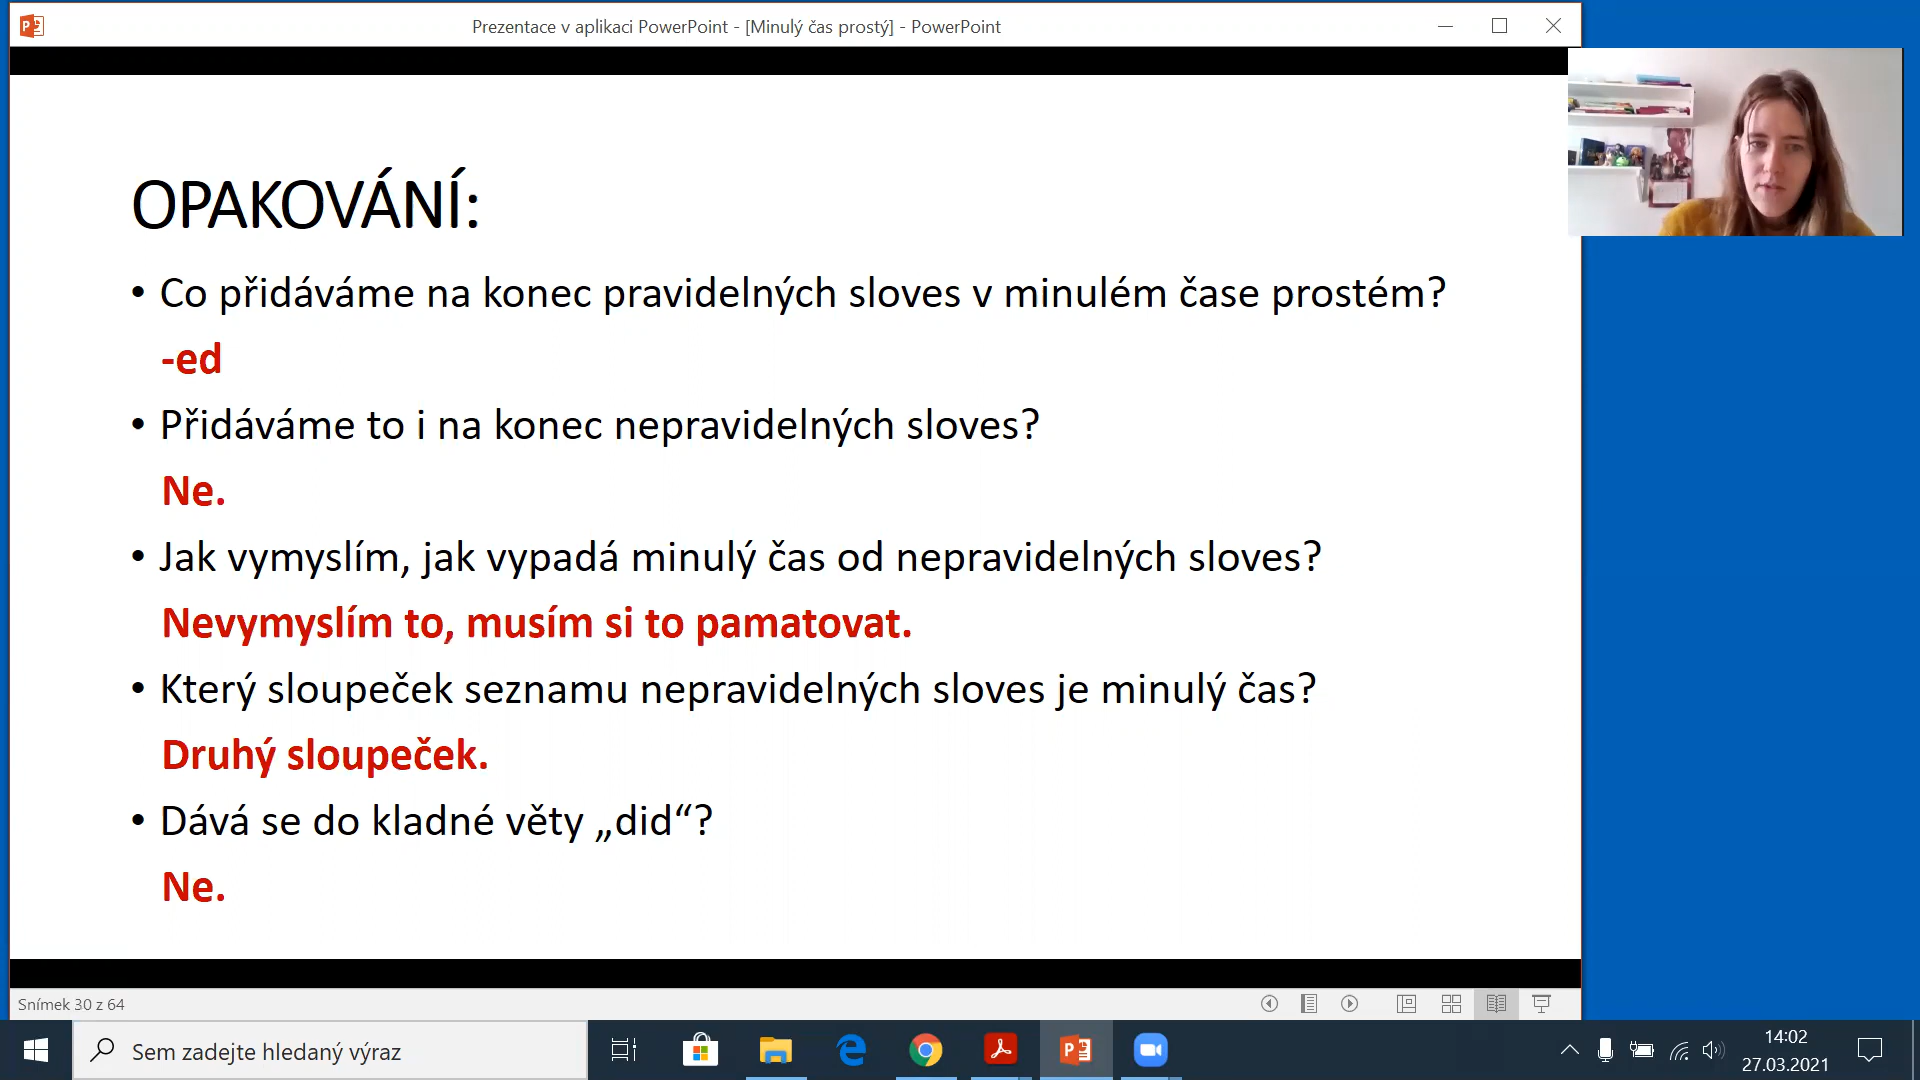 Prezentace v aplikaci PowerPoint - [Minulý čas prostý] - PowerPoint
OPAKOVÁNÍ:
• Co přidáváme na konec pravidelných sloves v minulém čase prostém?
-ed
• Přidáváme to i na konec nepravidelných sloves?
Ne.
• Jak vymyslím, jak vypadá minulý čas od nepravidelných sloves?
Nevymyslím to, musím si to pamatovat.
• Který sloupeček seznamu nepravidelných sloves je minulý čas?
Druhý sloupeček.
• Dává se do kladné věty „did“?
Ne.
Snímek 30 z 64
Sem zadejte hledaný výraz
14:02
27.03.2021